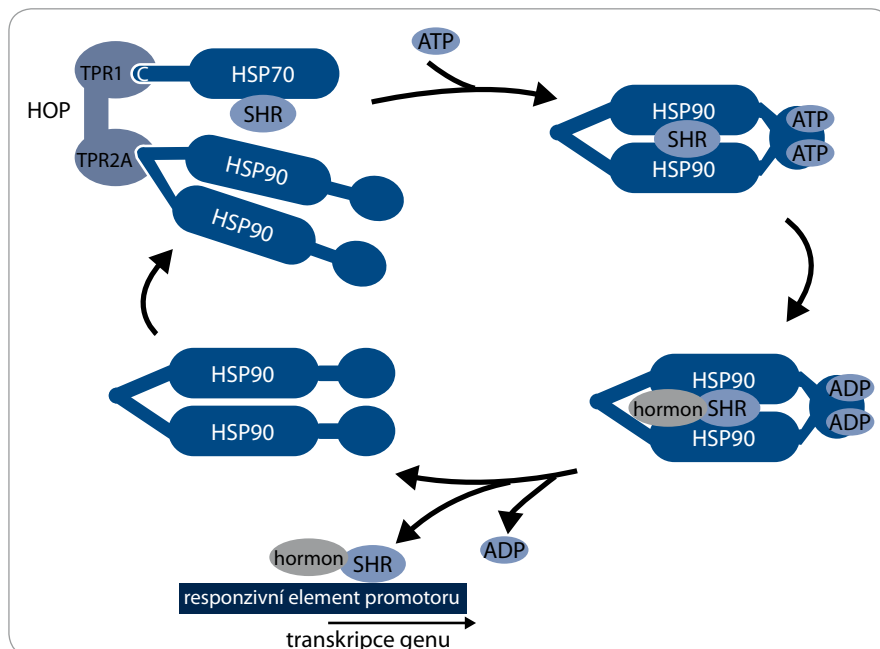 TPR1
C
HSP70
SHR
HOP
TPR2A
HSP90
HSP90
ATP
HSP90
SHR
HSP90
ATP
ATP
HSP90
hormon
SHR
HSP90
ADP
ADP
HSP90
HSP90
ADP
hormon
SHR
responzivní element promotoru
transkripce genu